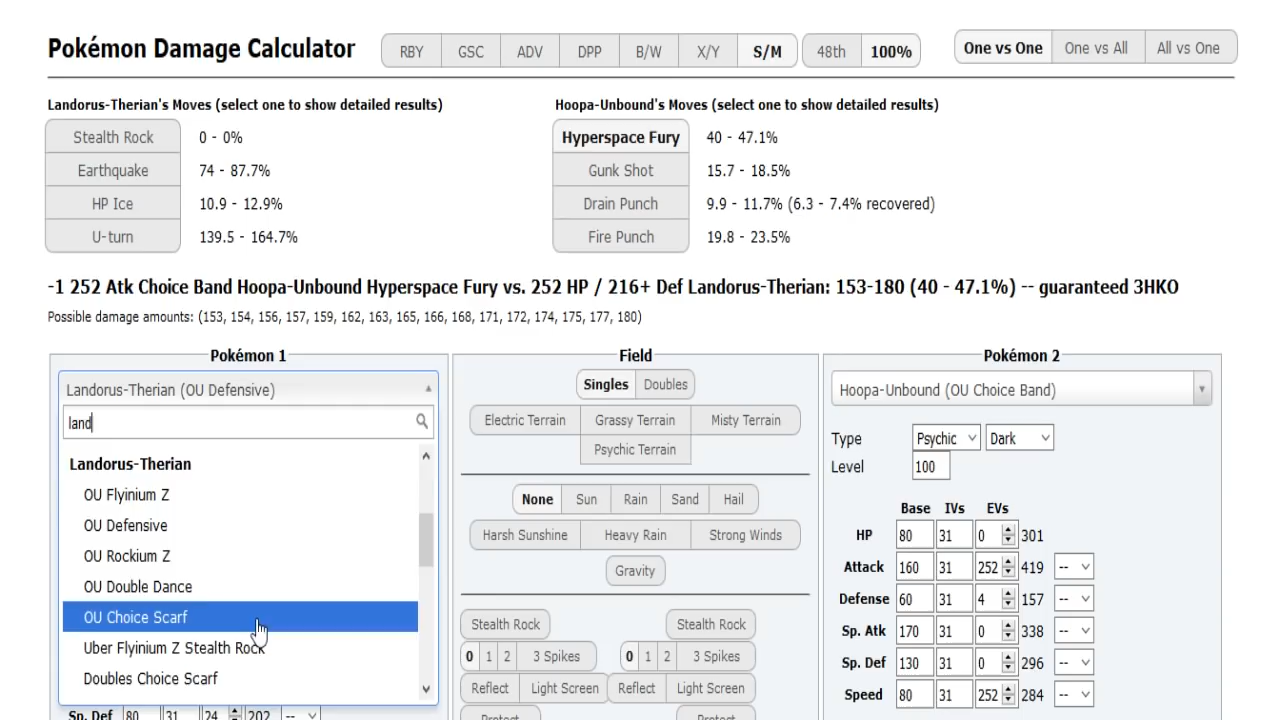 Pokémon Damage Calculator RBY GSC ADV DPP B/W X/Y S/M 48th 100% One vs One One vs All All vs One
Landorus-Therian's Moves (select one to show detailed results) Hoopa-Unbound's Moves (select one to show detailed results)
Stealth Rock 0 - 0% Hyperspace Fury 40 - 47.1%
Earthquake 74 - 87.7% Gunk Shot 15.7 - 18.5%
HP Ice 10.9 - 12.9% Drain Punch 9.9 - 11.7% (6.3 - 7.4% recovered)
U-turn 139.5 - 164.7% Fire Punch 19.8 - 23.5%
-1 252 Atk Choice Band Hoopa-Unbound Hyperspace Fury vs. 252 HP / 216+ Def Landorus-Therian: 153-180 (40 - 47.1%) -- guaranteed 3HKO
Possible damage amounts: (153, 154, 156, 157, 159, 162, 163, 165, 166, 168, 171, 172, 174, 175, 177, 180)
Pokémon 1
Landorus-Therian (OU Defensive)
land
Landorus-Therian
OU Flyinium Z
OU Defensive
OU Rockium Z
OU Double Dance
OU Choice Scarf
Uber Flyinium Z Stealth Rock
Doubles Choice Scarf
Sp. Def 80 31 24 202 --
Field
Singles Doubles
Electric Terrain Grassy Terrain Misty Terrain
Psychic Terrain
None Sun Rain Sand Hail
Harsh Sunshine Heavy Rain Strong Winds
Gravity
Stealth Rock Stealth Rock
0 1 2 3 Spikes 0 1 2 3 Spikes
Reflect Light Screen Reflect Light Screen
Protect Protect
Pokémon 2
Hoopa-Unbound (OU Choice Band)
Type Psychic Dark
Level 100
Base IVs EVs
HP 80 31 0 301
Attack 160 31 252 419 --
Defense 60 31 4 157 --
Sp. Atk 170 31 0 338 --
Sp. Def 130 31 0 296 --
Speed 80 31 252 284 --